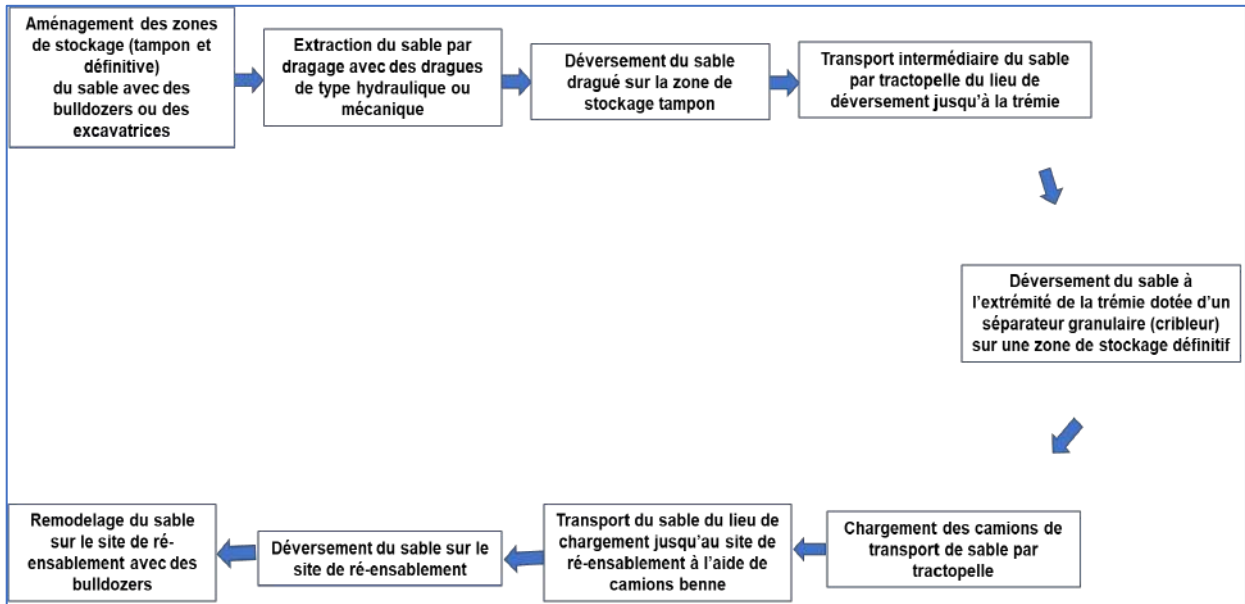 Aménagement des zones
de stockage (tampon et
définitive)
du sable avec des
bulldozers ou des
excavatrices
Extraction du sable par
dragage avec des dragues
de type hydraulique ou
mécanique
Déversement du sable
dragué sur la zone de
stockage tampon
Transport intermédiaire du sable
par tractopelle du lieu de
déversement jusqu'à la trémie
Déversement du sable à
l'extrémité de la trémie dotée d'un
séparateur granulaire (cribleur)
sur une zone de stockage définitif
Chargement des camions de
transport de sable par
tractopelle
Transport du sable du lieu de
chargement jusqu'au site de
ré-ensablement à l'aide de
camions benne
Déversement du sable sur le
site de ré-ensablement
Remodelage du sable
sur le site de ré-
ensablement avec des
bulldozers